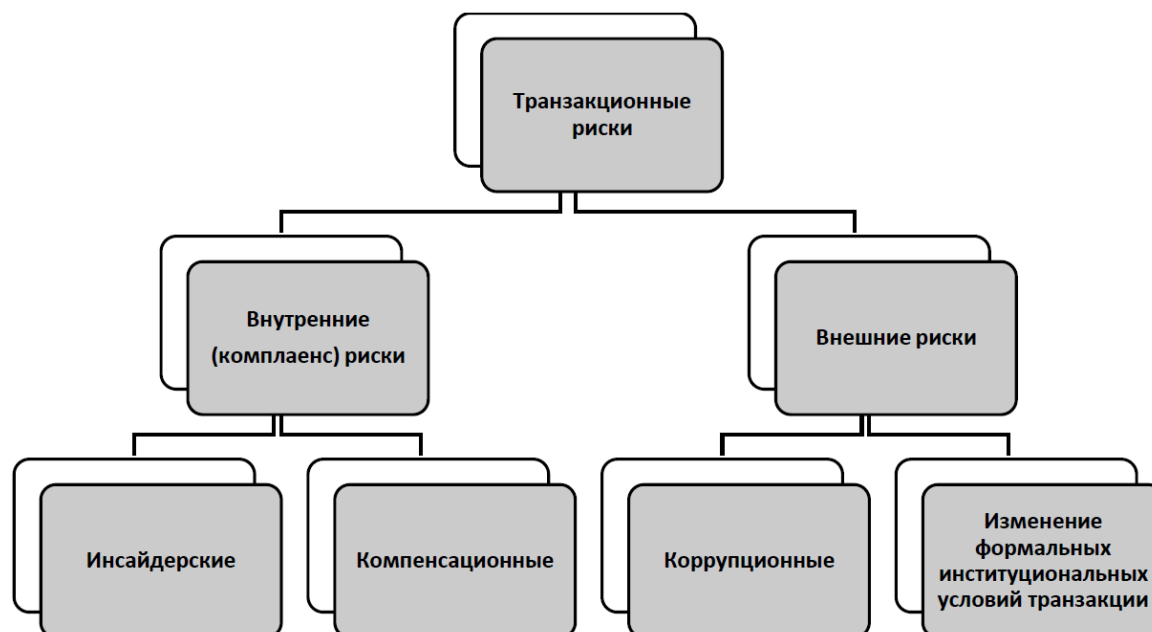 Транзакционные
риски
Внутренние
(комплаенс) риски
Внешние риски
Инсайдерские
Компенсационные
Коррупционные
Изменение
формальных
институциональных
условий транзакции